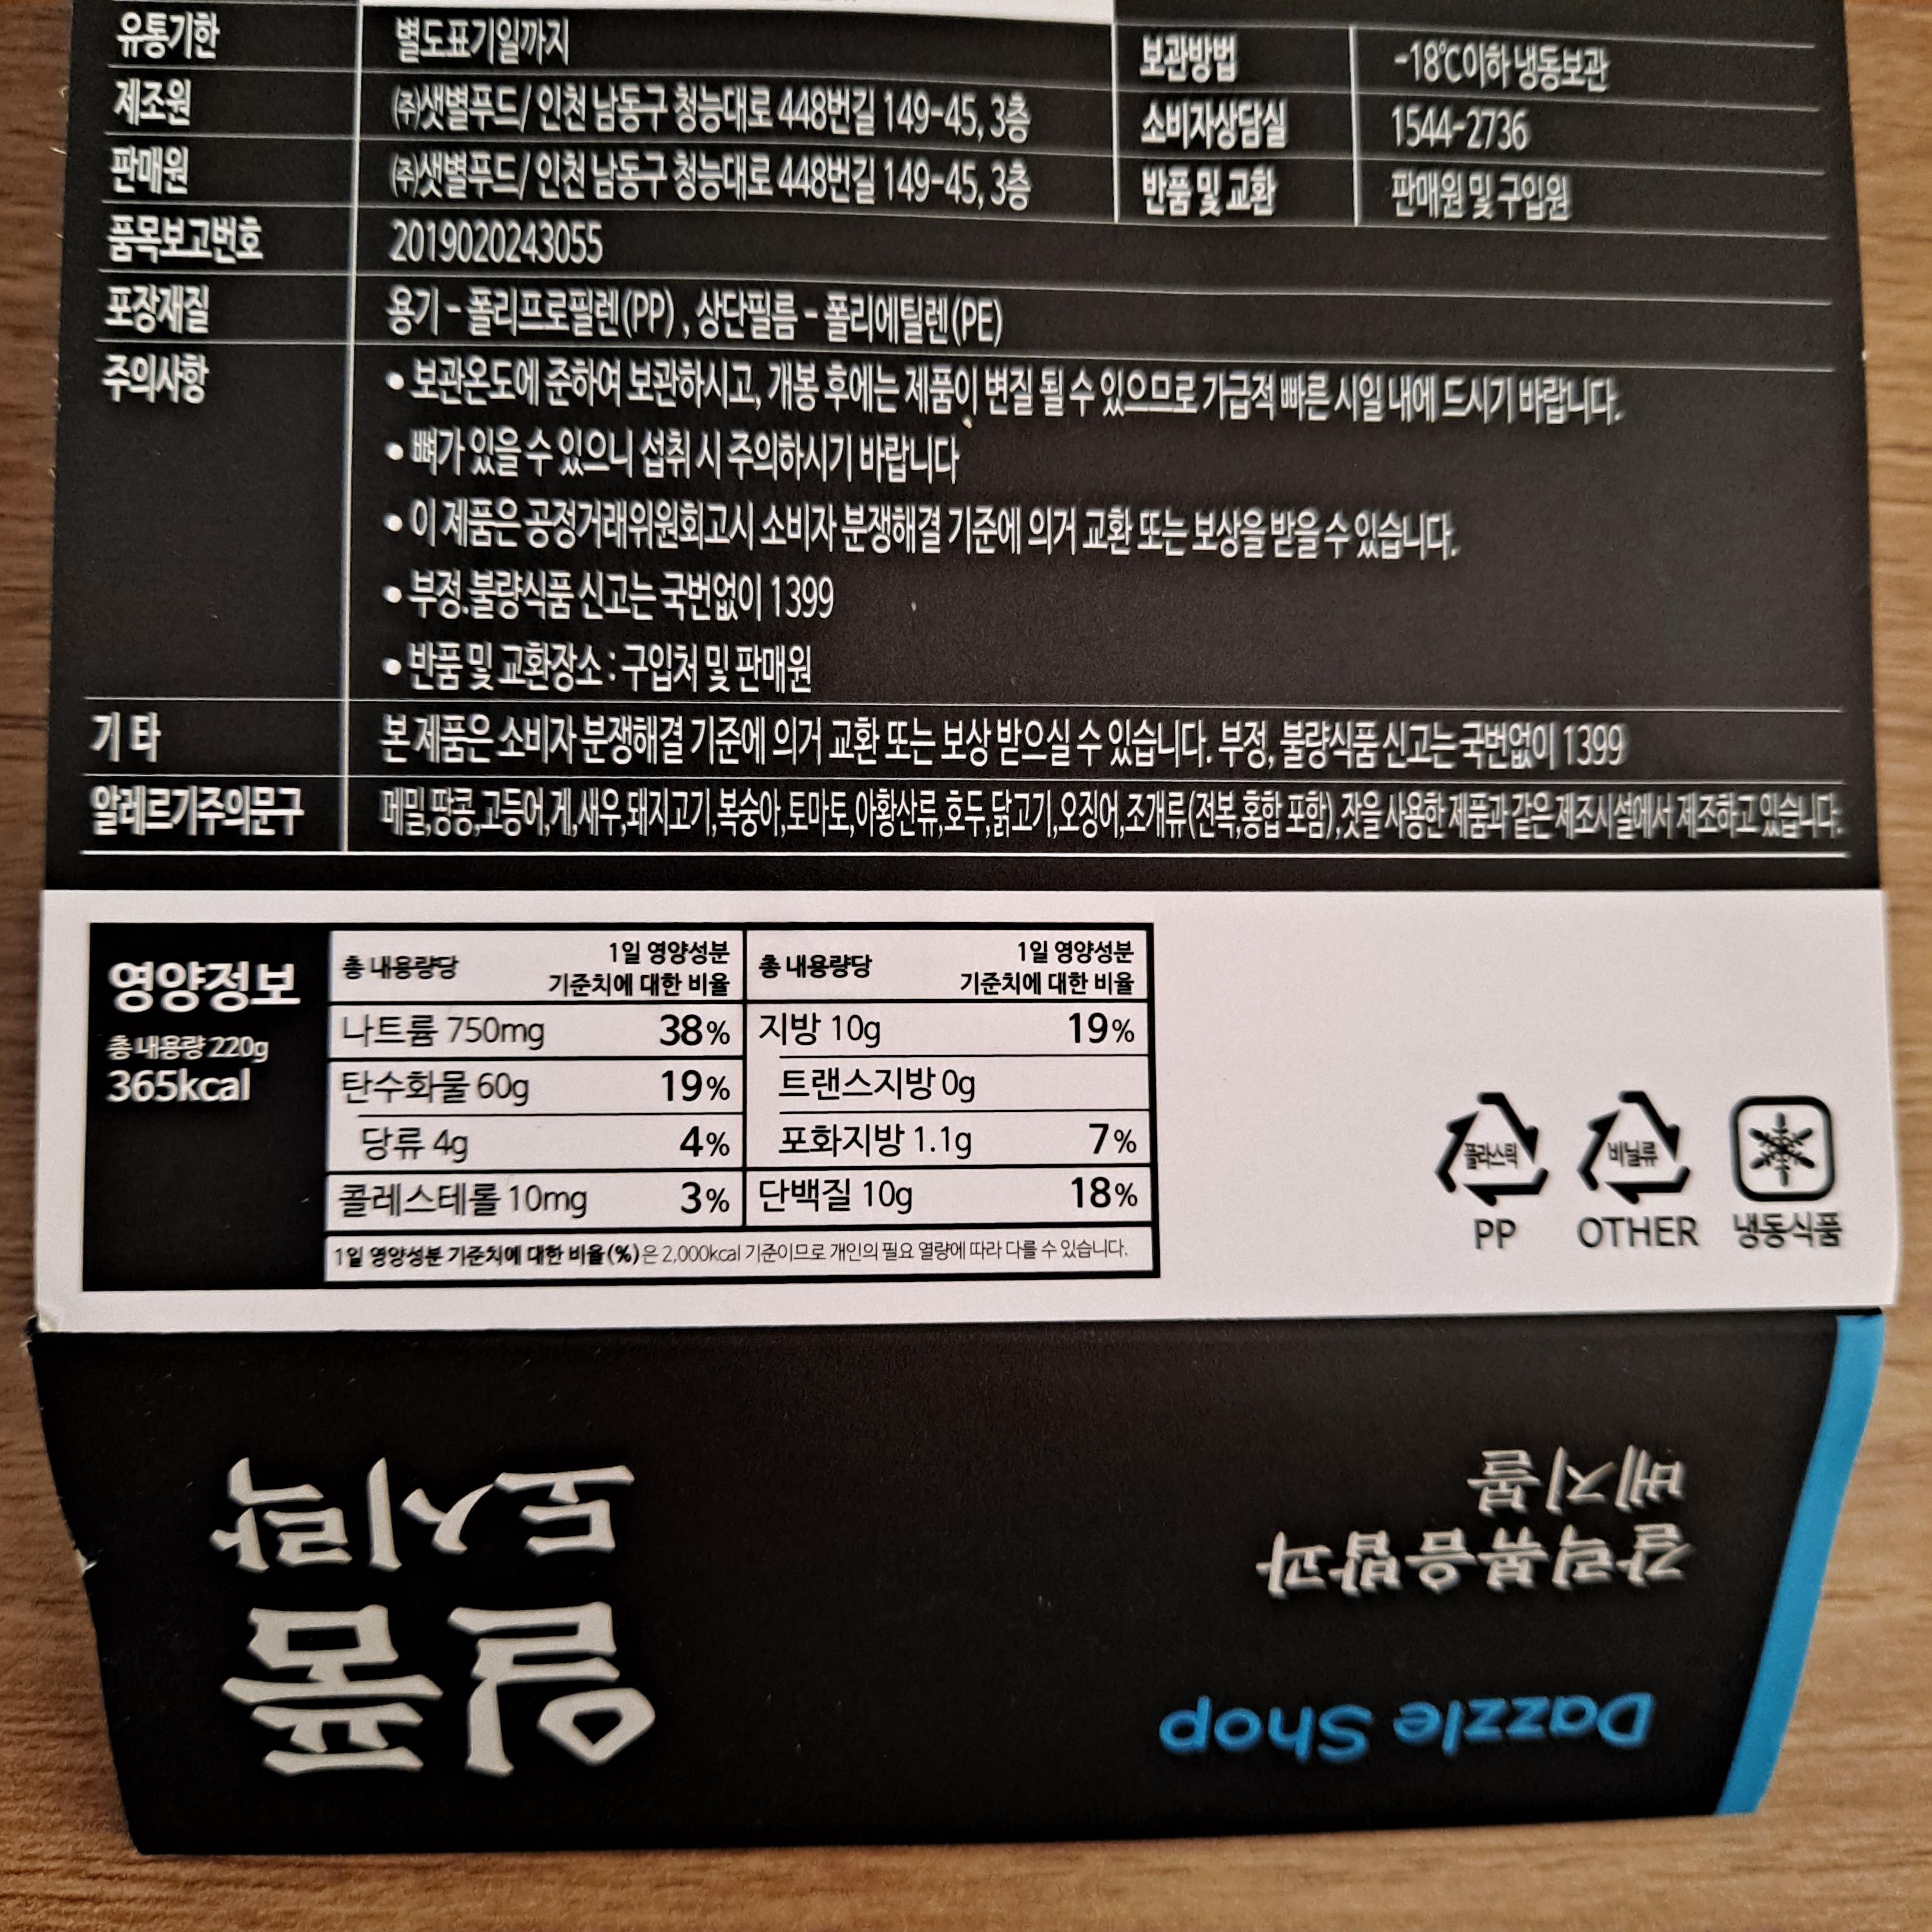 유통기한 별도표기일까지 보관방법 -18℃이하 냉동보관
제조원 ㈜샛별푸드/ 인천 남동구 청능대로 448번길 149-45, 3층 소비자상담실 1544-2736
판매원 ㈜샛별푸드/ 인천 남동구 청능대로 448번길 149-45, 3층 반품 및 교환 판매원 및 구입원
품목보고번호 2019020243055
포장재질 용기 - 폴리프로필렌(PP) , 상단필름 - 폴리에틸렌(PE)
주의사항 • 보관온도에 준하여 보관하시고, 개봉 후에는 제품이 변질 될 수 있으므로 가급적 빠른 시일 내에 드시기 바랍니다.
• 뼈가 있을 수 있으니 섭취 시 주의하시기 바랍니다
• 이 제품은 공정거래위원회고시 소비자 분쟁해결 기준에 의거 교환 또는 보상을 받을 수 있습니다.
• 부정.불량식품 신고는 국번없이 1399
• 반품 및 교환장소 : 구입처 및 판매원
기 타 본 제품은 소비자 분쟁해결 기준에 의거 교환 또는 보상 받으실 수 있습니다. 부정, 불량식품 신고는 국번없이 1399
알레르기주의문구 메밀,땅콩,고등어,게,새우,돼지고기,복숭아,토마토,아황산류,호두,닭고기,오징어,조개류(전복,홍합 포함),잣을 사용한 제품과 같은 제조시설에서 제조하고 있습니다.
영양정보
총 내용량 220g
365kcal
총 내용량당 1일 영양성분 기준치에 대한 비율 총 내용량당 1일 영양성분 기준치에 대한 비율
나트륨 750mg 38% 지방 10g 19%
탄수화물 60g 19% 트랜스지방 0g
당류 4g 4% 포화지방 1.1g 7%
콜레스테롤 10mg 3% 단백질 10g 18%
1일 영양성분 기준치에 대한 비율(%)은 2,000kcal 기준이므로 개인의 필요 열량에 따라 다를 수 있습니다.
플라스틱 비닐류
PP OTHER 냉동식품
Dazzle Shop
갈릭볶음밥과
베지볼
일품
도시락